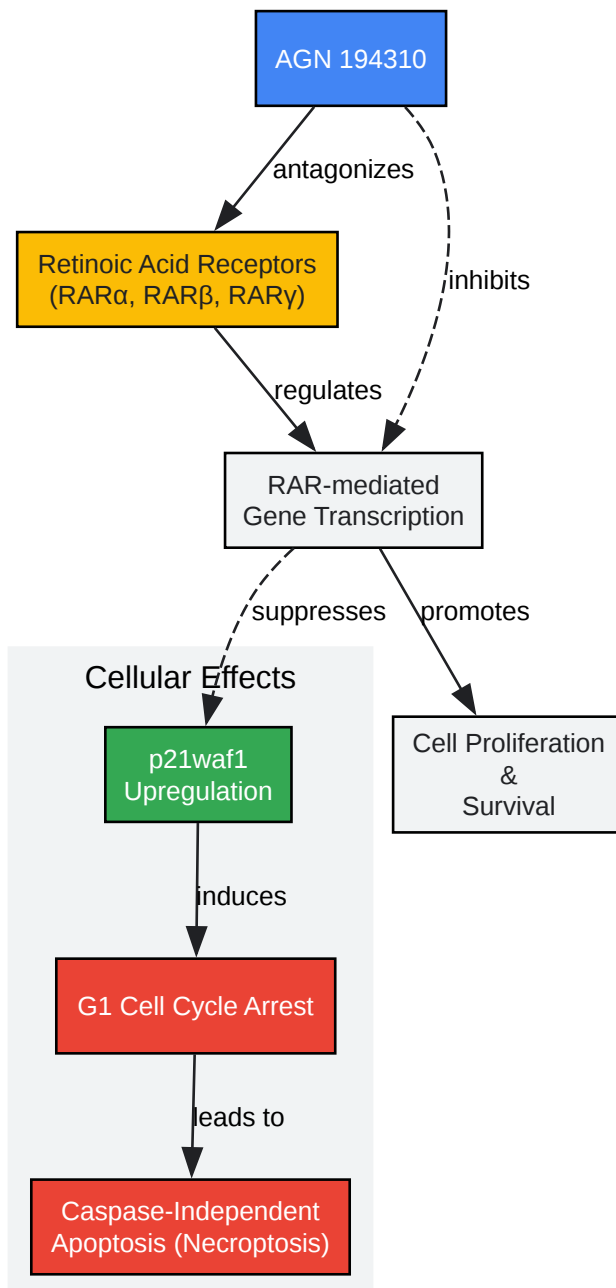 AGN 194310
antagonizes
inhibits
Retinoic Acid Receptors
(RARα, RARβ, RARγ)
regulates
RAR-mediated
Gene Transcription
suppresses
promotes
Cellular Effects
p21waf1
Upregulation
Cell Proliferation
&
Survival
induces
G1 Cell Cycle Arrest
leads to
Caspase-Independent
Apoptosis (Necroptosis)